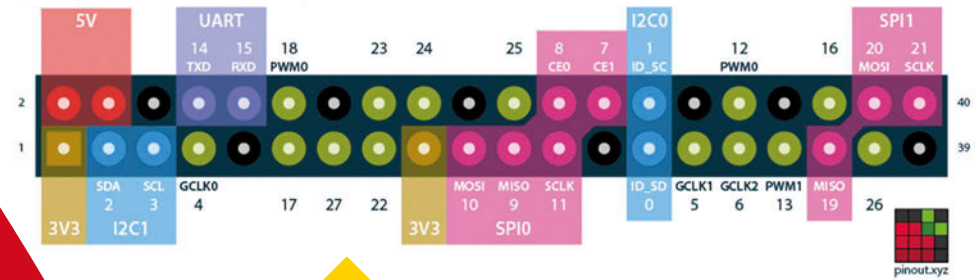 5V UART I2C0 SPI1
14 15 18 23 24 25 8 7 1 12 16 20 21
TXD RXD PWM0 CE0 CE1 ID_SC PWM0 MOSI SCLK
2 40
1 39
SDA SCL GCLK0 MOSI MISO SCLK ID_SD GCLK1 GCLK2 PWM1 MISO
2 3 4 17 27 22 10 9 11 0 5 6 13 19 26
3V3 I2C1 3V3 SPI0
pinout.xyz